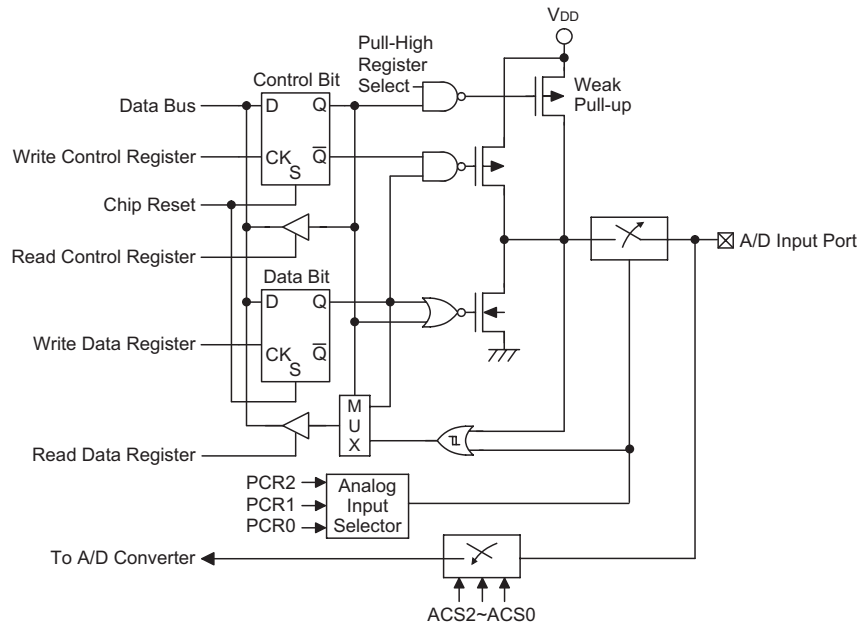 VDD
Pull-High
Register
Select
Control Bit
Weak
Pull-up
Data Bus
D
Q
Write Control Register
CK
Q
S
Chip Reset
Read Control Register
A/D Input Port
Data Bit
D
Q
Write Data Register
CK
Q
S
M
U
X
Read Data Register
PCR2
PCR1
PCR0
Analog
Input
Selector
To A/D Converter
ACS2~ACS0